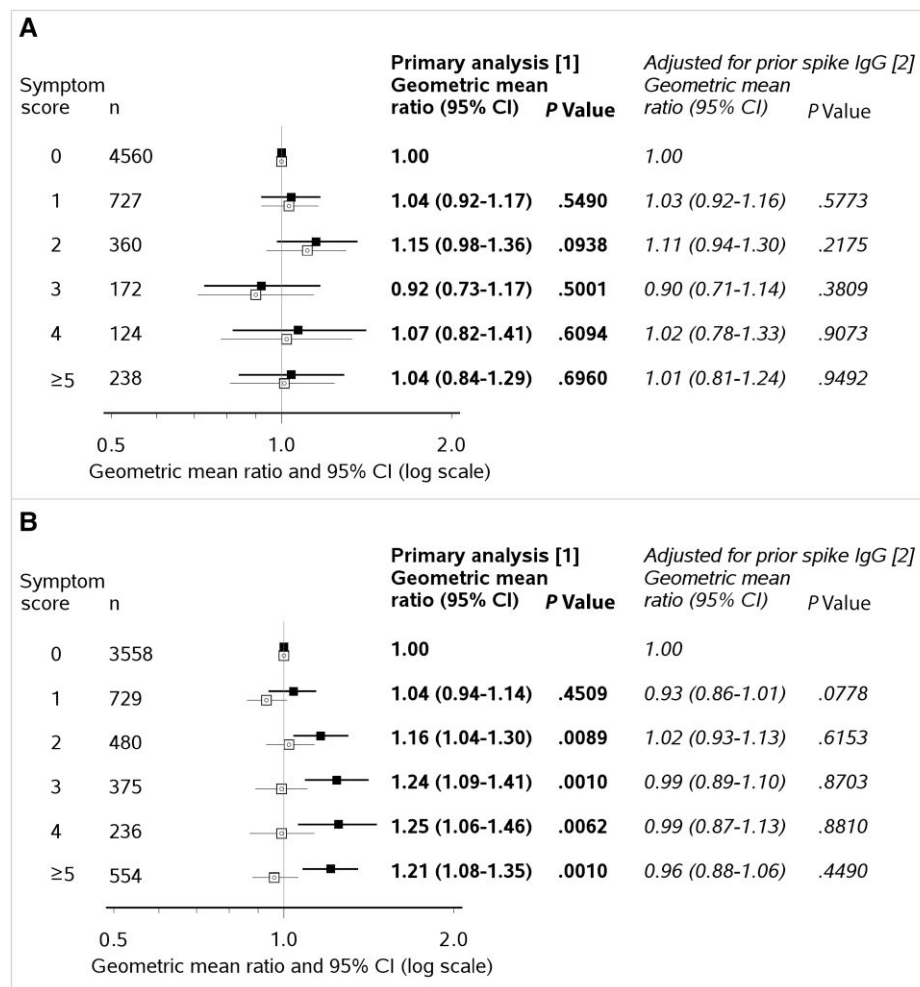 A
Symptom score n Primary analysis [1] Geometric mean ratio (95% CI) P Value Adjusted for prior spike IgG [2] Geometric mean ratio (95% CI) P Value
0 4560 1.00 1.00
1 727 1.04 (0.92-1.17) .5490 1.03 (0.92-1.16) .5773
2 360 1.15 (0.98-1.36) .0938 1.11 (0.94-1.30) .2175
3 172 0.92 (0.73-1.17) .5001 0.90 (0.71-1.14) .3809
4 124 1.07 (0.82-1.41) .6094 1.02 (0.78-1.33) .9073
≥5 238 1.04 (0.84-1.29) .6960 1.01 (0.81-1.24) .9492
0.5 1.0 2.0
Geometric mean ratio and 95% CI (log scale)
B
Symptom score n Primary analysis [1] Geometric mean ratio (95% CI) P Value Adjusted for prior spike IgG [2] Geometric mean ratio (95% CI) P Value
0 3558 1.00 1.00
1 729 1.04 (0.94-1.14) .4509 0.93 (0.86-1.01) .0778
2 480 1.16 (1.04-1.30) .0089 1.02 (0.93-1.13) .6153
3 375 1.24 (1.09-1.41) .0010 0.99 (0.89-1.10) .8703
4 236 1.25 (1.06-1.46) .0062 0.99 (0.87-1.13) .8810
≥5 554 1.21 (1.08-1.35) .0010 0.96 (0.88-1.06) .4490
0.5 1.0 2.0
Geometric mean ratio and 95% CI (log scale)